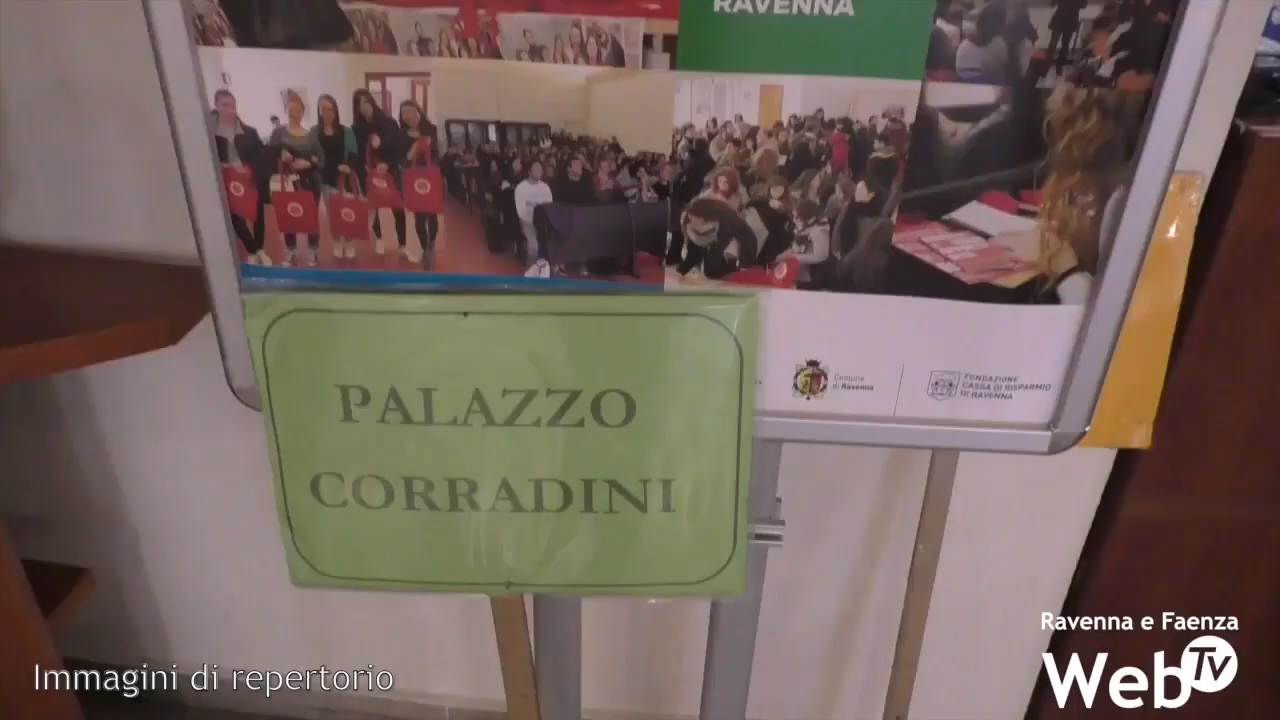 RAVENNA
PALAZZO
CORRADINI
Comune
di Ravenna
FONDAZIONE
CASSA DI RISPARMIO
DI RAVENNA
Immagini di repertorio
Ravenna e Faenza
WebTv